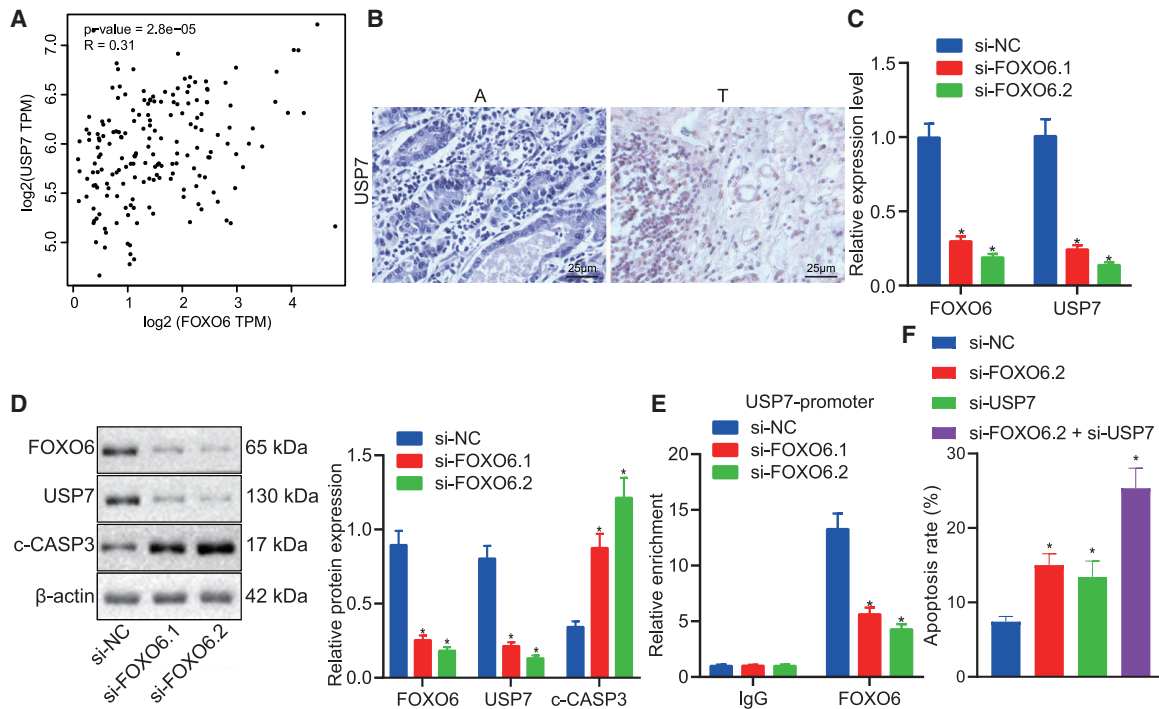 A
p-value = 2.8e−05
R = 0.31
7.0
6.5
6.0
5.5
5.0
log2(USP7 TPM)
0
1
2
3
4
log2 (FOXO6 TPM)
B
A
T
USP7
25μm
25μm
C
si-NC
si-FOXO6.1
si-FOXO6.2
Relative expression level
1.5
1.0
0.5
0.0
* * * *
FOXO6
USP7
D
FOXO6
65 kDa
USP7
130 kDa
c-CASP3
17 kDa
β-actin
42 kDa
si-NC
si-FOXO6.1
si-FOXO6.2
si-NC
si-FOXO6.1
si-FOXO6.2
Relative protein expression
1.5
1.0
0.5
0.0
* * * * * *
FOXO6
USP7
c-CASP3
E
USP7-promoter
si-NC
si-FOXO6.1
si-FOXO6.2
Relative enrichment
20
15
10
5
0
* *
IgG
FOXO6
F
si-NC
si-FOXO6.2
si-USP7
si-FOXO6.2 + si-USP7
Apoptosis rate (%)
30
20
10
0
* * *